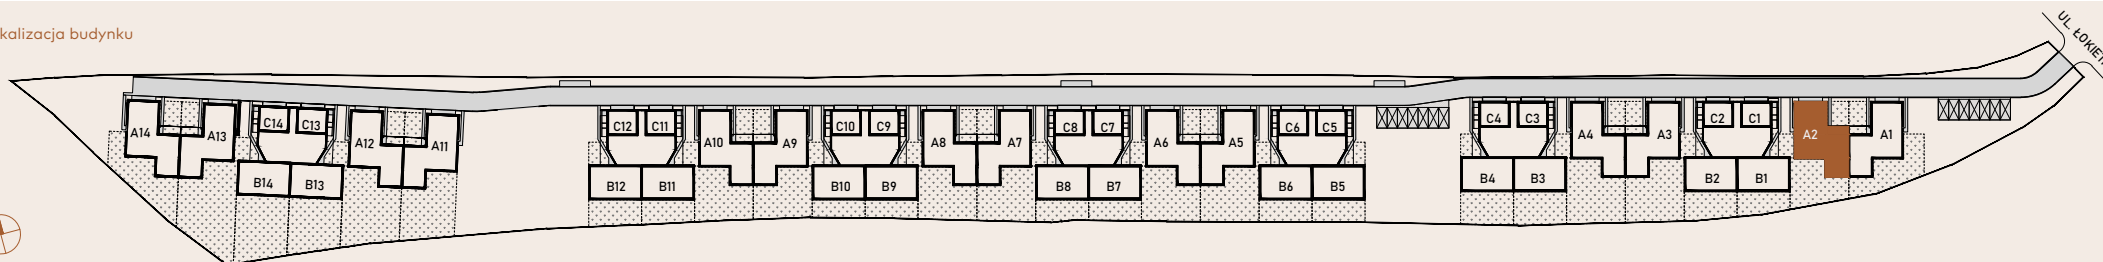 kalizacja budynku
UL. ŁOKIET
A14 A13 C14 C13 A12 A11 C12 C11 A10 A9 C10 C9 A8 A7 C8 C7 A6 A5 C6 C5 C4 C3 A4 A3 C2 C1 A2 A1
B14 B13 B12 B11 B10 B9 B8 B7 B6 B5 B4 B3 B2 B1